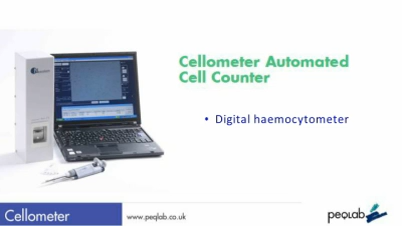 Cellometer Automated
Cell Counter
• Digital haemocytometer
Cellometer
www.peqlab.co.uk
peqlab